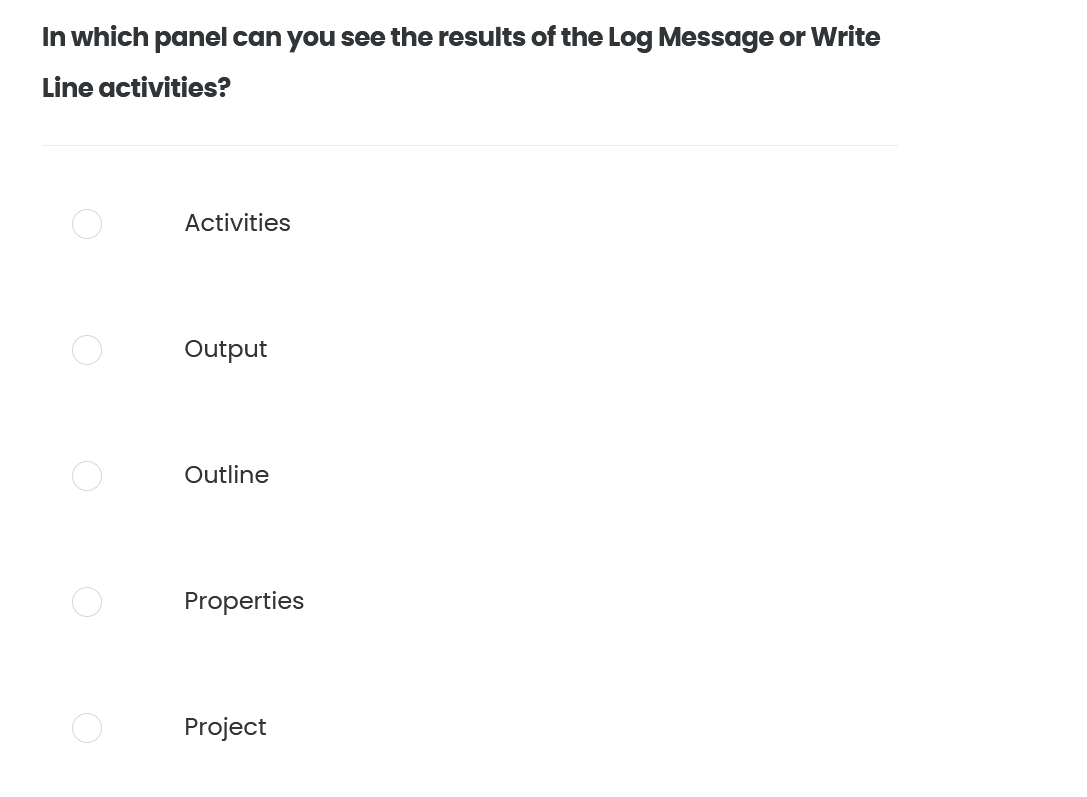 In which panel can you see the results of the Log Message or Write
Line activities?
Activities
Output
Outline
Properties
Project